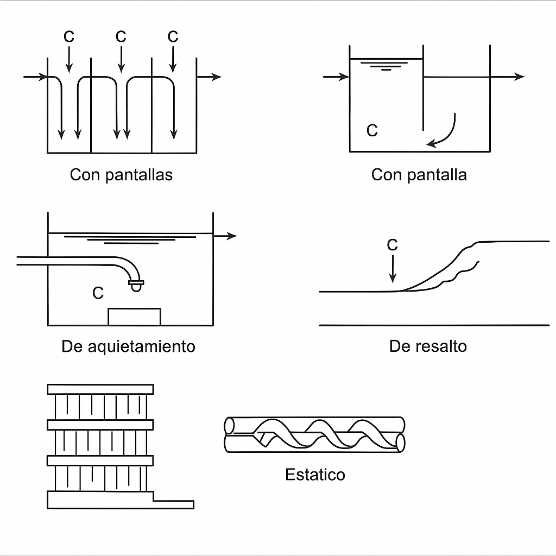 C C C
C
Con pantallas
Con pantalla
C
C
De aquietamiento
De resalto
Estatico